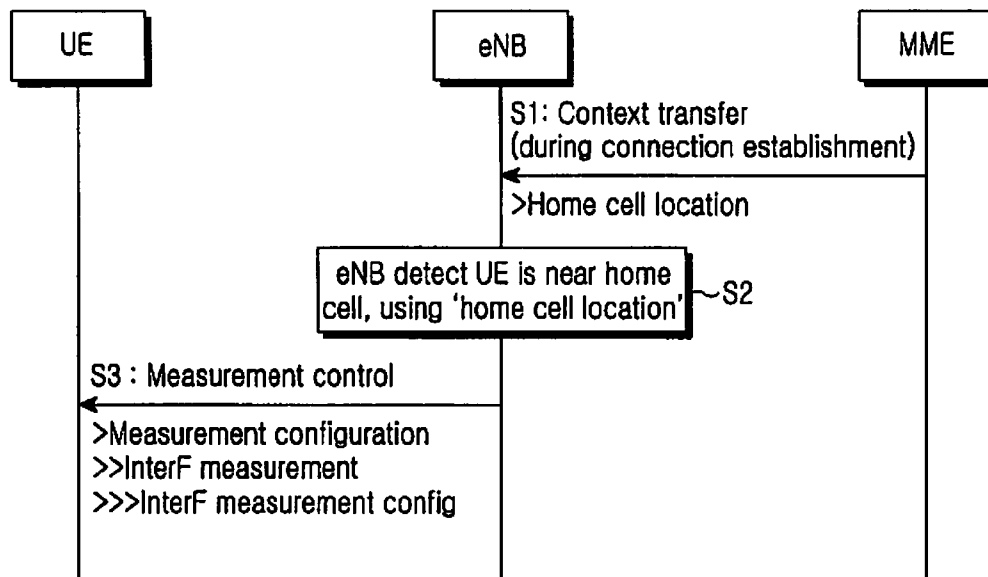 UE
eNB
MME
S1: Context transfer
(during connection establishment)
>Home cell location
eNB detect UE is near home
cell, using 'home cell location'
S2
S3 : Measurement control
>Measurement configuration
>>InterF measurement
>>>InterF measurement config